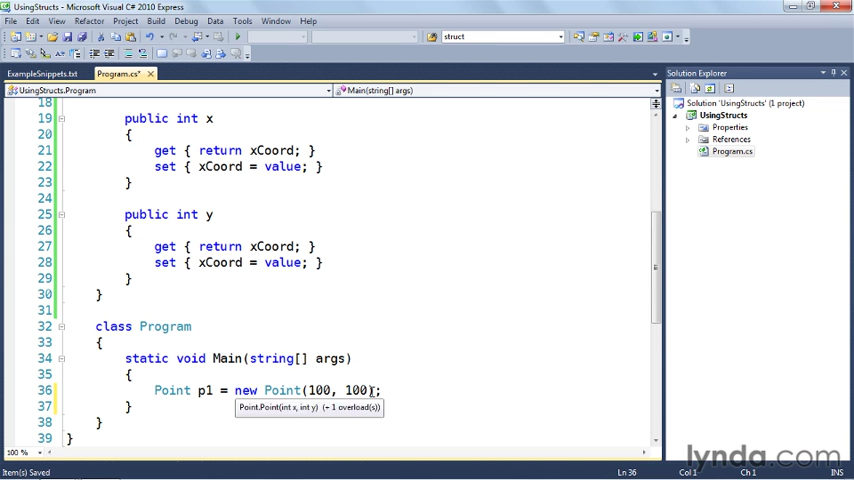 UsingStructs - Microsoft Visual C# 2010 Express
File Edit View Refactor Project Build Debug Data Tools Window Help
struct
ExampleSnippets.txt Program.cs*
UsingStructs.Program Main(string[] args)
18
19 public int x
20 {
21 get { return xCoord; }
22 set { xCoord = value; }
23 }
24
25 public int y
26 {
27 get { return xCoord; }
28 set { xCoord = value; }
29 }
30 }
31
32 class Program
33 {
34 static void Main(string[] args)
35 {
36 Point p1 = new Point(100, 100);
37 }
Point.Point(int x, int y) (+ 1 overload(s))
38 }
39 }
100 %
Solution Explorer
Solution 'UsingStructs' (1 project)
UsingStructs
Properties
References
Program.cs
Item(s) Saved Ln 36 Col 1 Ch 1 INS
lynda.com